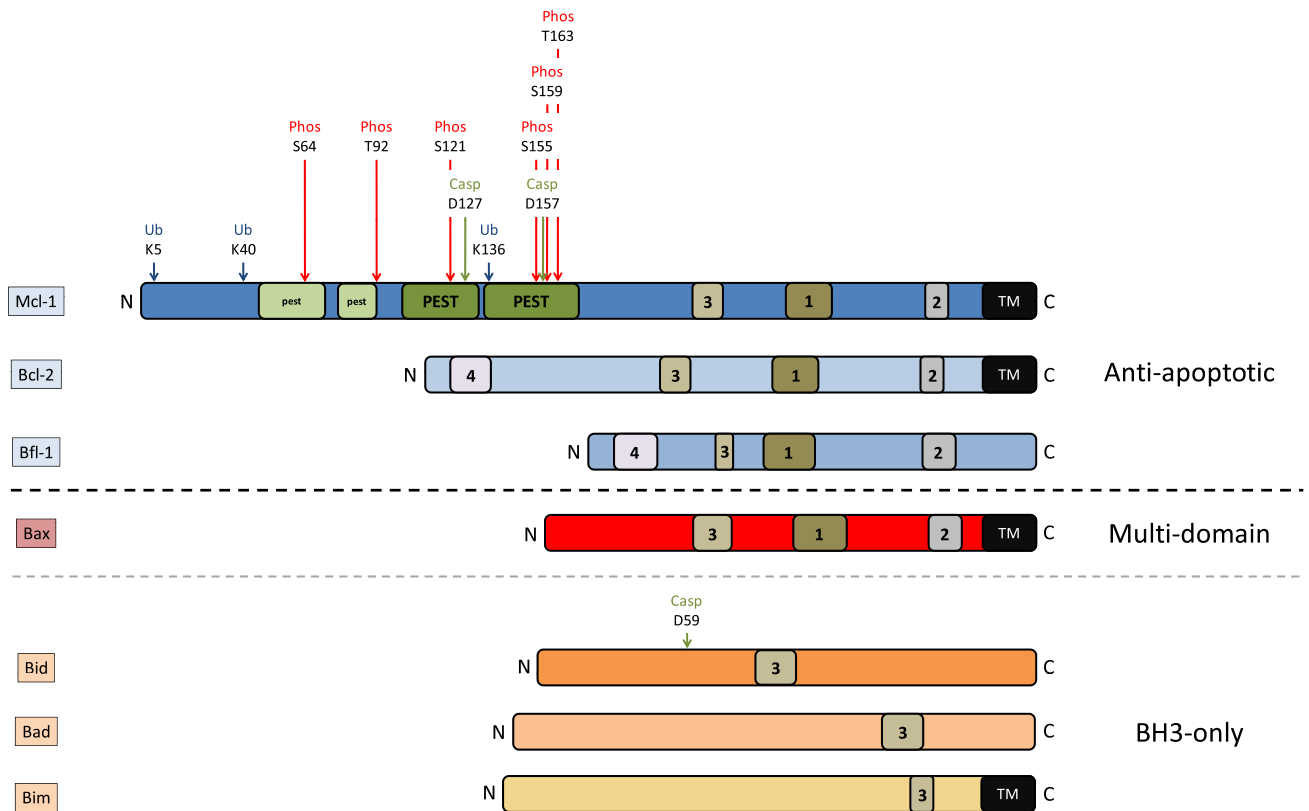 Phos
T163
Phos
S159
Phos
S64
Phos
T92
Phos
S121
Phos
S155
Casp
D127
Casp
D157
Ub
K5
Ub
K40
Ub
K136
Mcl-1
N
pest
pest
PEST
PEST
3
1
2
TM
C
Bcl-2
N
4
3
1
2
TM
C
Anti-apoptotic
Bfl-1
N
4
3
1
2
C
Bax
N
3
1
2
TM
C
Multi-domain
Casp
D59
Bid
N
3
C
Bad
N
3
C
BH3-only
Bim
N
3
TM
C